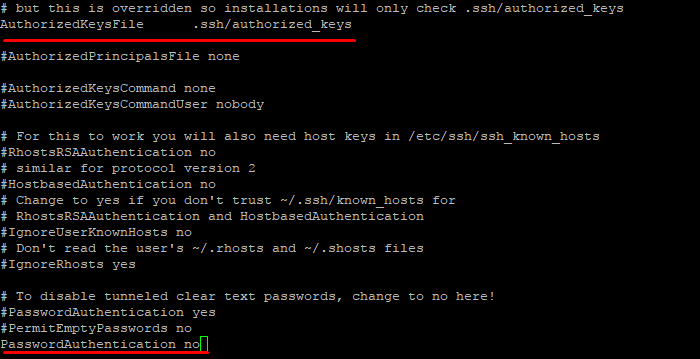 # but this is overridden so installations will only check .ssh/authorized_keys
AuthorizedKeysFile      .ssh/authorized_keys
#AuthorizedPrincipalsFile none
#AuthorizedKeysCommand none
#AuthorizedKeysCommandUser nobody
# For this to work you will also need host keys in /etc/ssh/ssh_known_hosts
#RhostsRSAAuthentication no
# similar for protocol version 2
#HostbasedAuthentication no
# Change to yes if you don't trust ~/.ssh/known_hosts for
# RhostsRSAAuthentication and HostbasedAuthentication
#IgnoreUserKnownHosts no
# Don't read the user's ~/.rhosts and ~/.shosts files
#IgnoreRhosts yes
# To disable tunneled clear text passwords, change to no here!
#PasswordAuthentication yes
#PermitEmptyPasswords no
PasswordAuthentication no